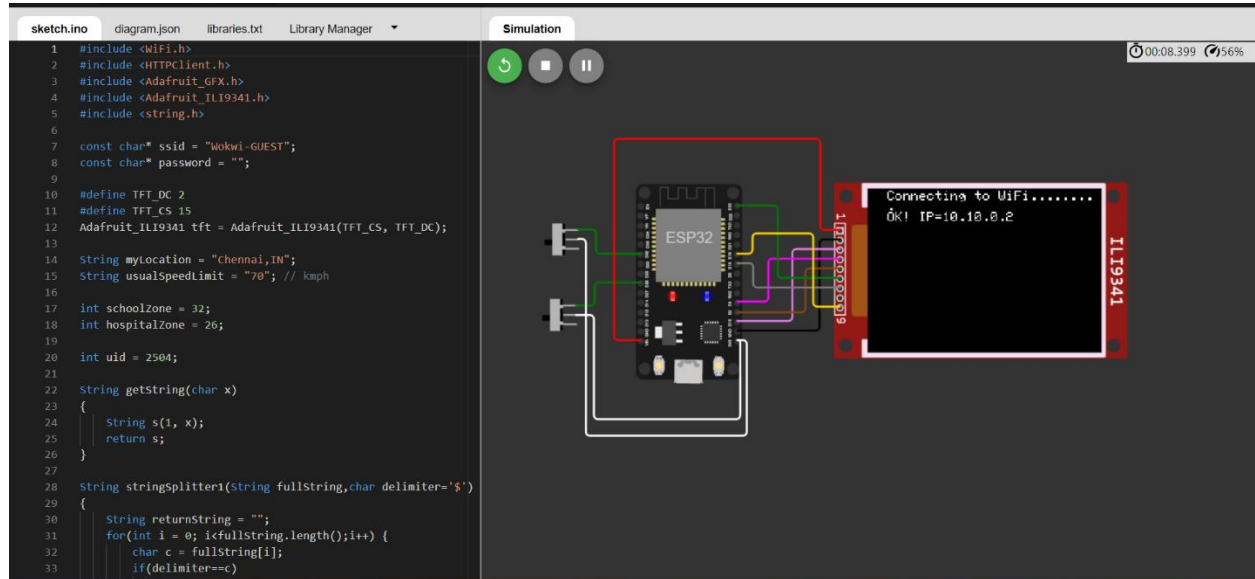 sketch.ino diagram.json libraries.txt Library Manager
1 #include <WiFi.h>
2 #include <HTTPClient.h>
3 #include <Adafruit_GFX.h>
4 #include <Adafruit_ILI9341.h>
5 #include <string.h>
6
7 const char* ssid = "Wokwi-GUEST";
8 const char* password = "";
9
10 #define TFT_DC 2
11 #define TFT_CS 15
12 Adafruit_ILI9341 tft = Adafruit_ILI9341(TFT_CS, TFT_DC);
13
14 String myLocation = "Chennai,IN";
15 String usualSpeedLimit = "70"; // kmph
16
17 int schoolZone = 32;
18 int hospitalZone = 26;
19
20 int uid = 2504;
21
22 String getString(char x)
23 {
24 String s(1, x);
25 return s;
26 }
27
28 String stringSplitter1(String fullString,char delimiter='$')
29 {
30 String returnString = "";
31 for(int i = 0; i<fullString.length();i++) {
32 char c = fullString[i];
33 if(delimiter==c)
Simulation
00:08.399 56%
ESP32
Connecting to WiFi........
OK! IP=10.10.0.2
1
9
ILI9341